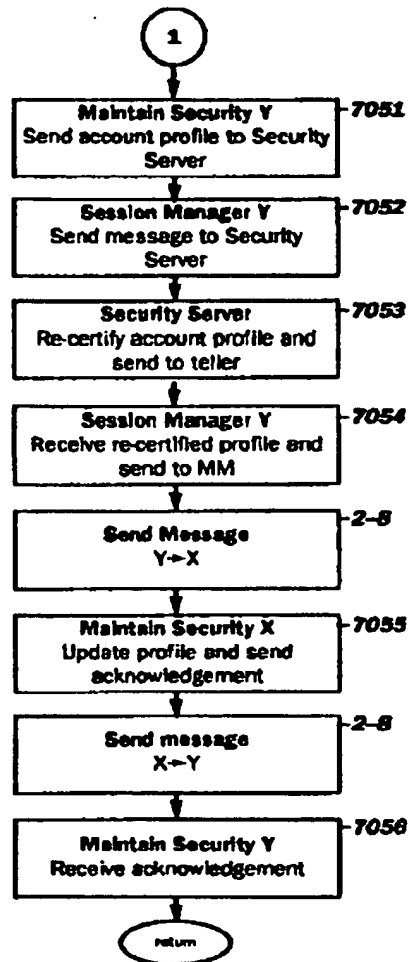 1
Maintain Security Y
Send account profile to Security
Server
7051
Session Manager Y
Send message to Security
Server
7052
Security Server
Re-certify account profile and
send to teller
7053
Session Manager Y
Receive re-certified profile and
send to MM
7054
Send Message
Y→X
2–8
Maintain Security X
Update profile and send
acknowledgement
7055
Send message
X→Y
2–8
Maintain Security Y
Receive acknowledgement
7056
return